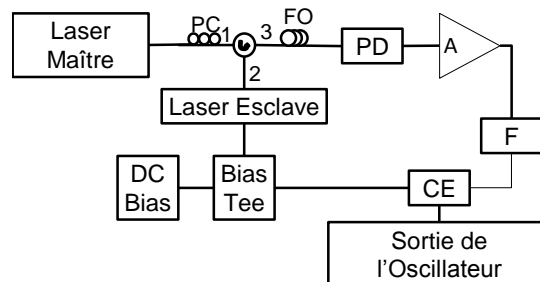 Laser
Maître
PC
1
3
FO
PD
A
2
Laser Esclave
F
DC
Bias
Bias
Tee
CE
Sortie de
l’Oscillateur